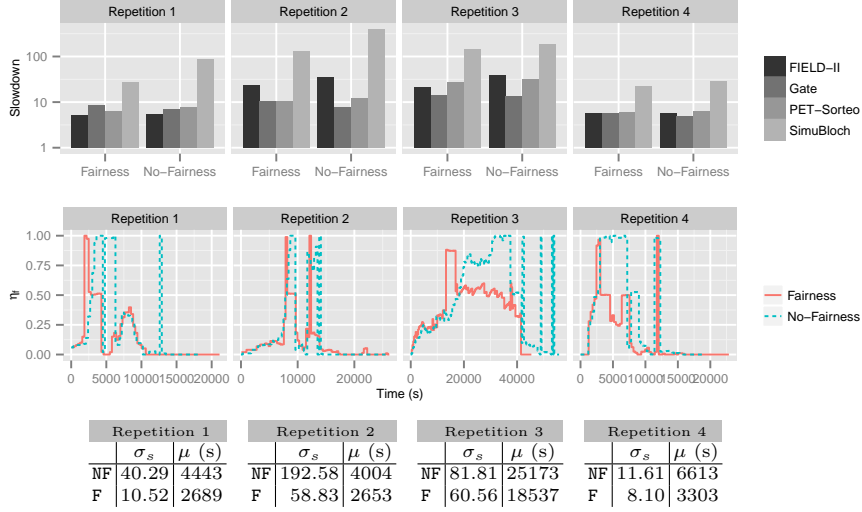 Repetition 1 Repetition 2 Repetition 3 Repetition 4
Slowdown
100
10
1
Fairness No−Fairness Fairness No−Fairness Fairness No−Fairness Fairness No−Fairness
FIELD−II
Gate
PET−Sorteo
SimuBloch
Repetition 1 Repetition 2 Repetition 3 Repetition 4
ηf
1.00
0.75
0.50
0.25
0.00
0 5000 10000 15000 20000 0 10000 20000 0 20000 40000 0 5000 10000 15000 20000
Time (s)
Fairness
No−Fairness
Repetition 1 Repetition 2 Repetition 3 Repetition 4
σs μ (s) σs μ (s) σs μ (s) σs μ (s)
NF 40.29 4443 NF 192.58 4004 NF 81.81 25173 NF 11.61 6613
F 10.52 2689 F 58.83 2653 F 60.56 18537 F 8.10 3303